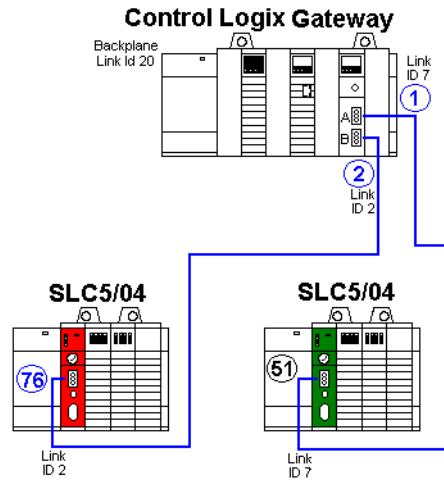 Control Logix Gateway
Backplane
Link Id 20
Link
ID 7
1
A
B
2
Link
ID 2
SLC5/04
SLC5/04
76
51
Link
ID 2
Link
ID 7